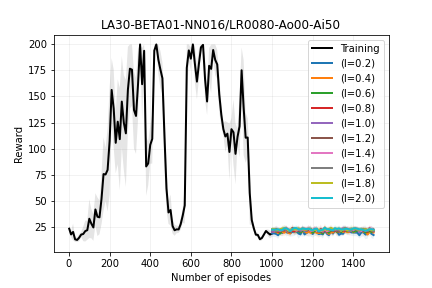 LA30-BETA01-NN016/LR0080-Ao00-Ai50
200
175
150
125
100
75
50
25
Reward
0
200
400
600
800
1000
1200
1400
Number of episodes
Training
(l=0.2)
(l=0.4)
(l=0.6)
(l=0.8)
(l=1.0)
(l=1.2)
(l=1.4)
(l=1.6)
(l=1.8)
(l=2.0)